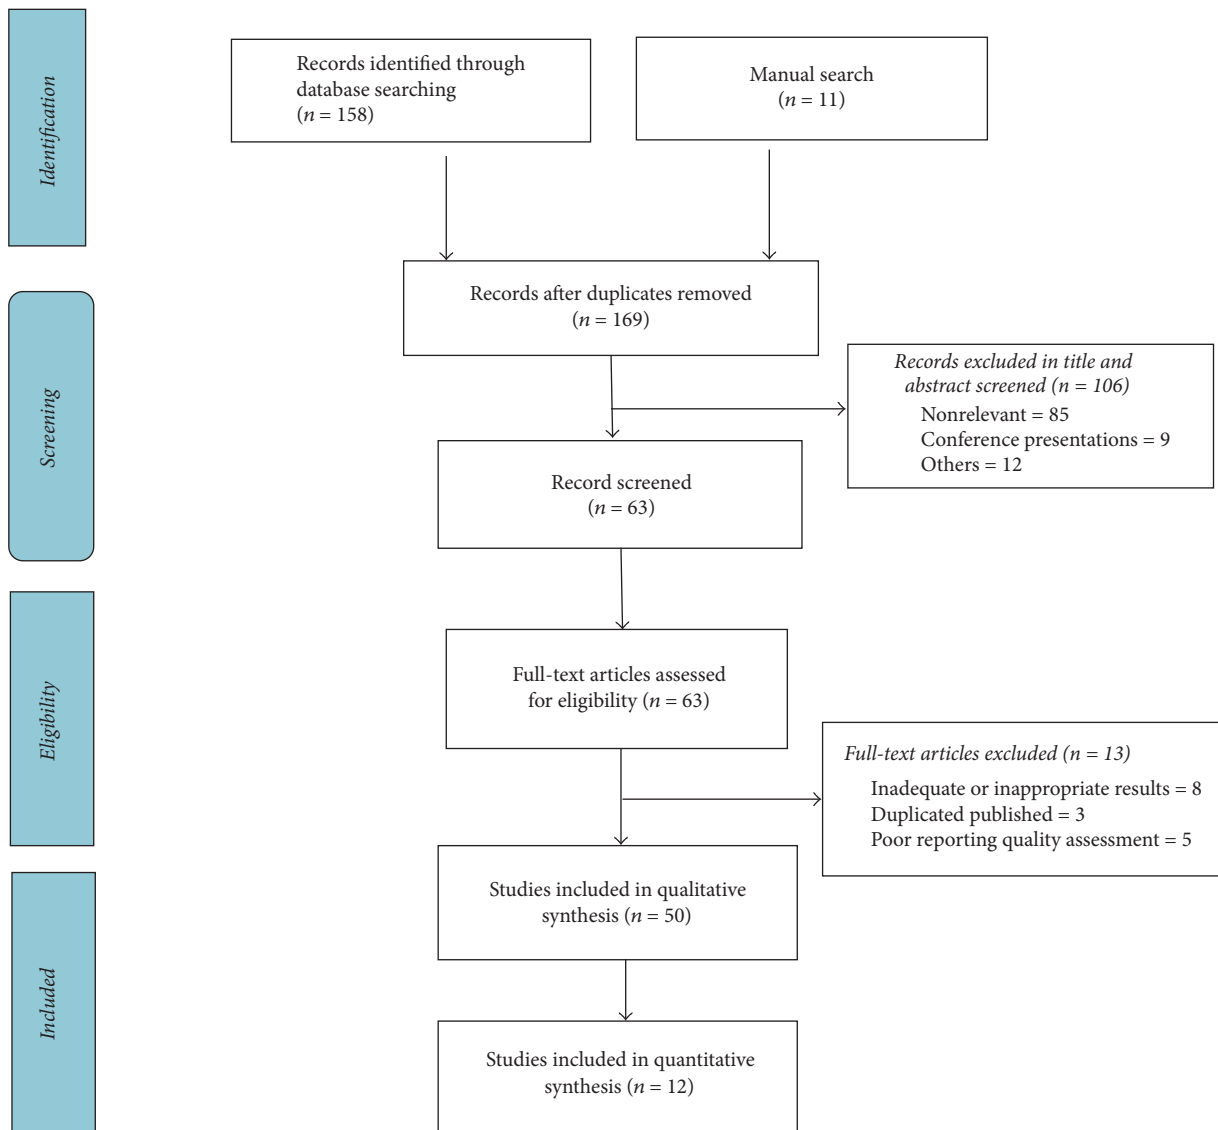 Identification
Records identified through
database searching
(n = 158)
Manual search
(n = 11)
Screening
Records after duplicates removed
(n = 169)
Records excluded in title and
abstract screened (n = 106)
Nonrelevant = 85
Conference presentations = 9
Others = 12
Record screened
(n = 63)
Eligibility
Full-text articles assessed
for eligibility (n = 63)
Full-text articles excluded (n = 13)
Inadequate or inappropriate results = 8
Duplicated published = 3
Poor reporting quality assessment = 5
Included
Studies included in qualitative
synthesis (n = 50)
Studies included in quantitative
synthesis (n = 12)